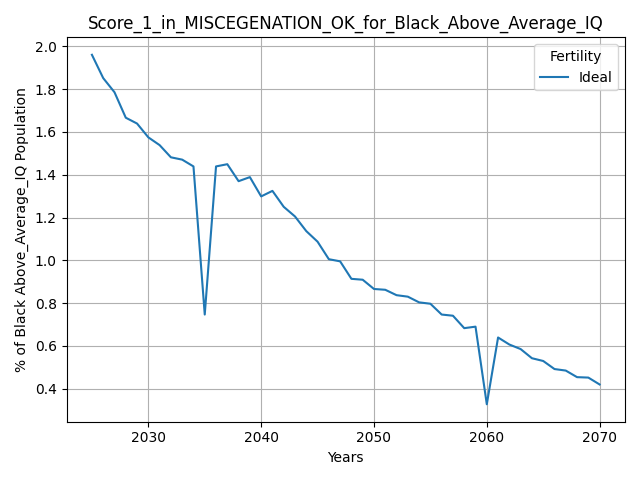 Score_1_in_MISCEGENATION_OK_for_Black_Above_Average_IQ
Fertility
Ideal
% of Black Above_Average_IQ Population
2.0
1.8
1.6
1.4
1.2
1.0
0.8
0.6
0.4
2030
2040
2050
2060
2070
Years